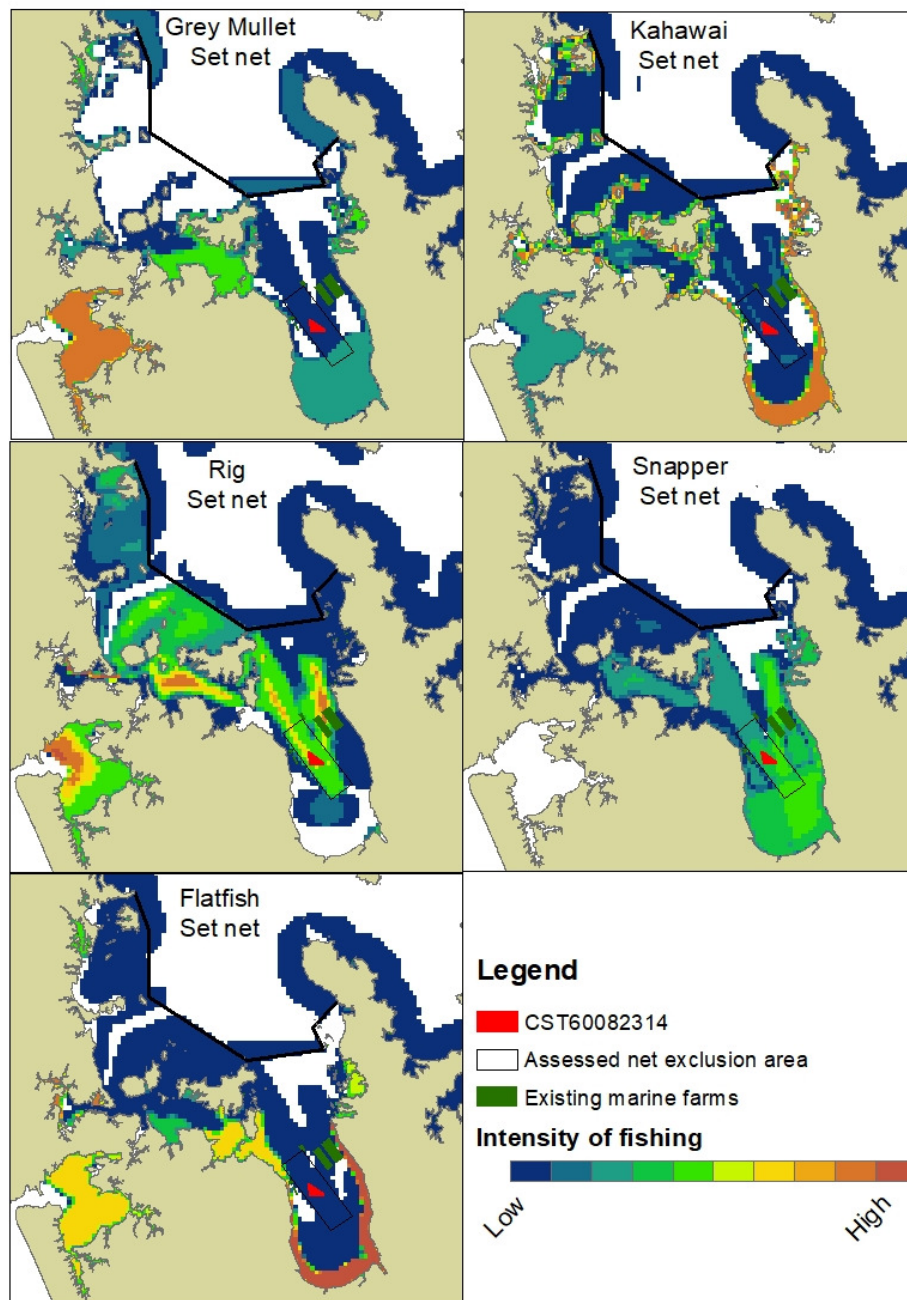 Grey Mullet
Set net
Kahawai
Set net
Rig
Set net
Snapper
Set net
Flatfish
Set net
Legend
CST60082314
Assessed net exclusion area
Existing marine farms
Intensity of fishing
Low
High